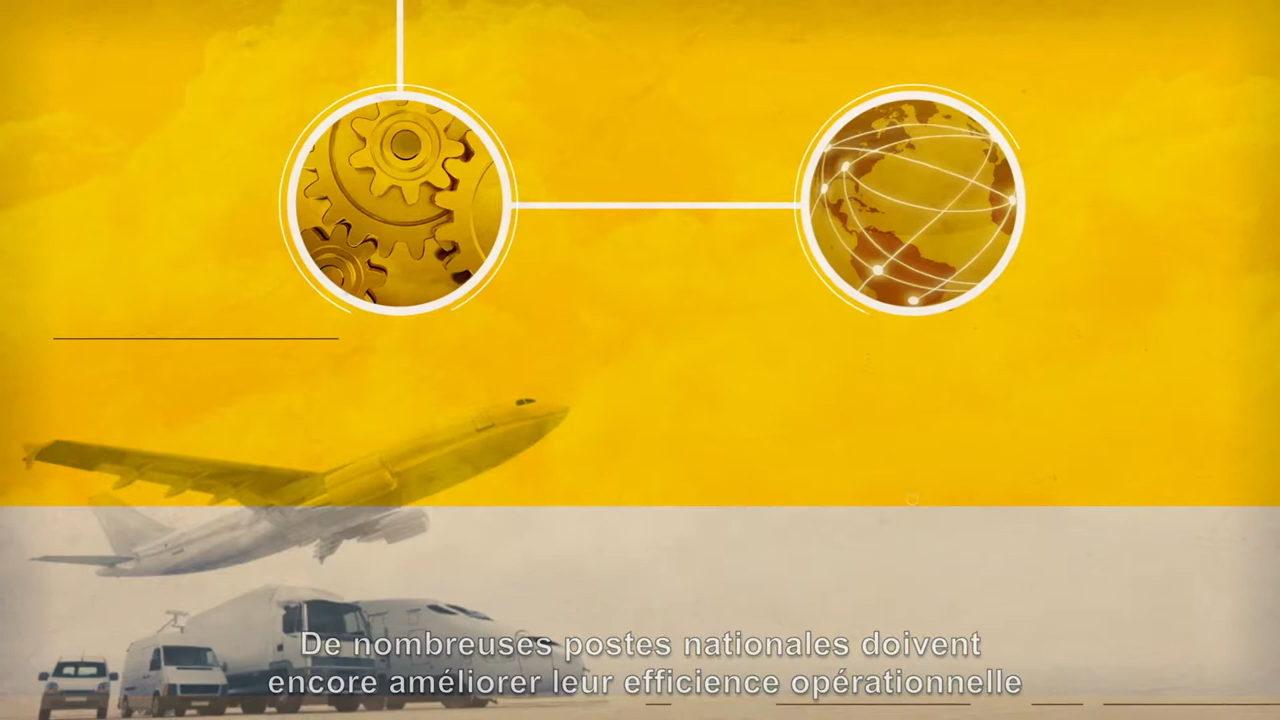 De nombreuses postes nationales doivent
encore améliorer leur efficience opérationnelle